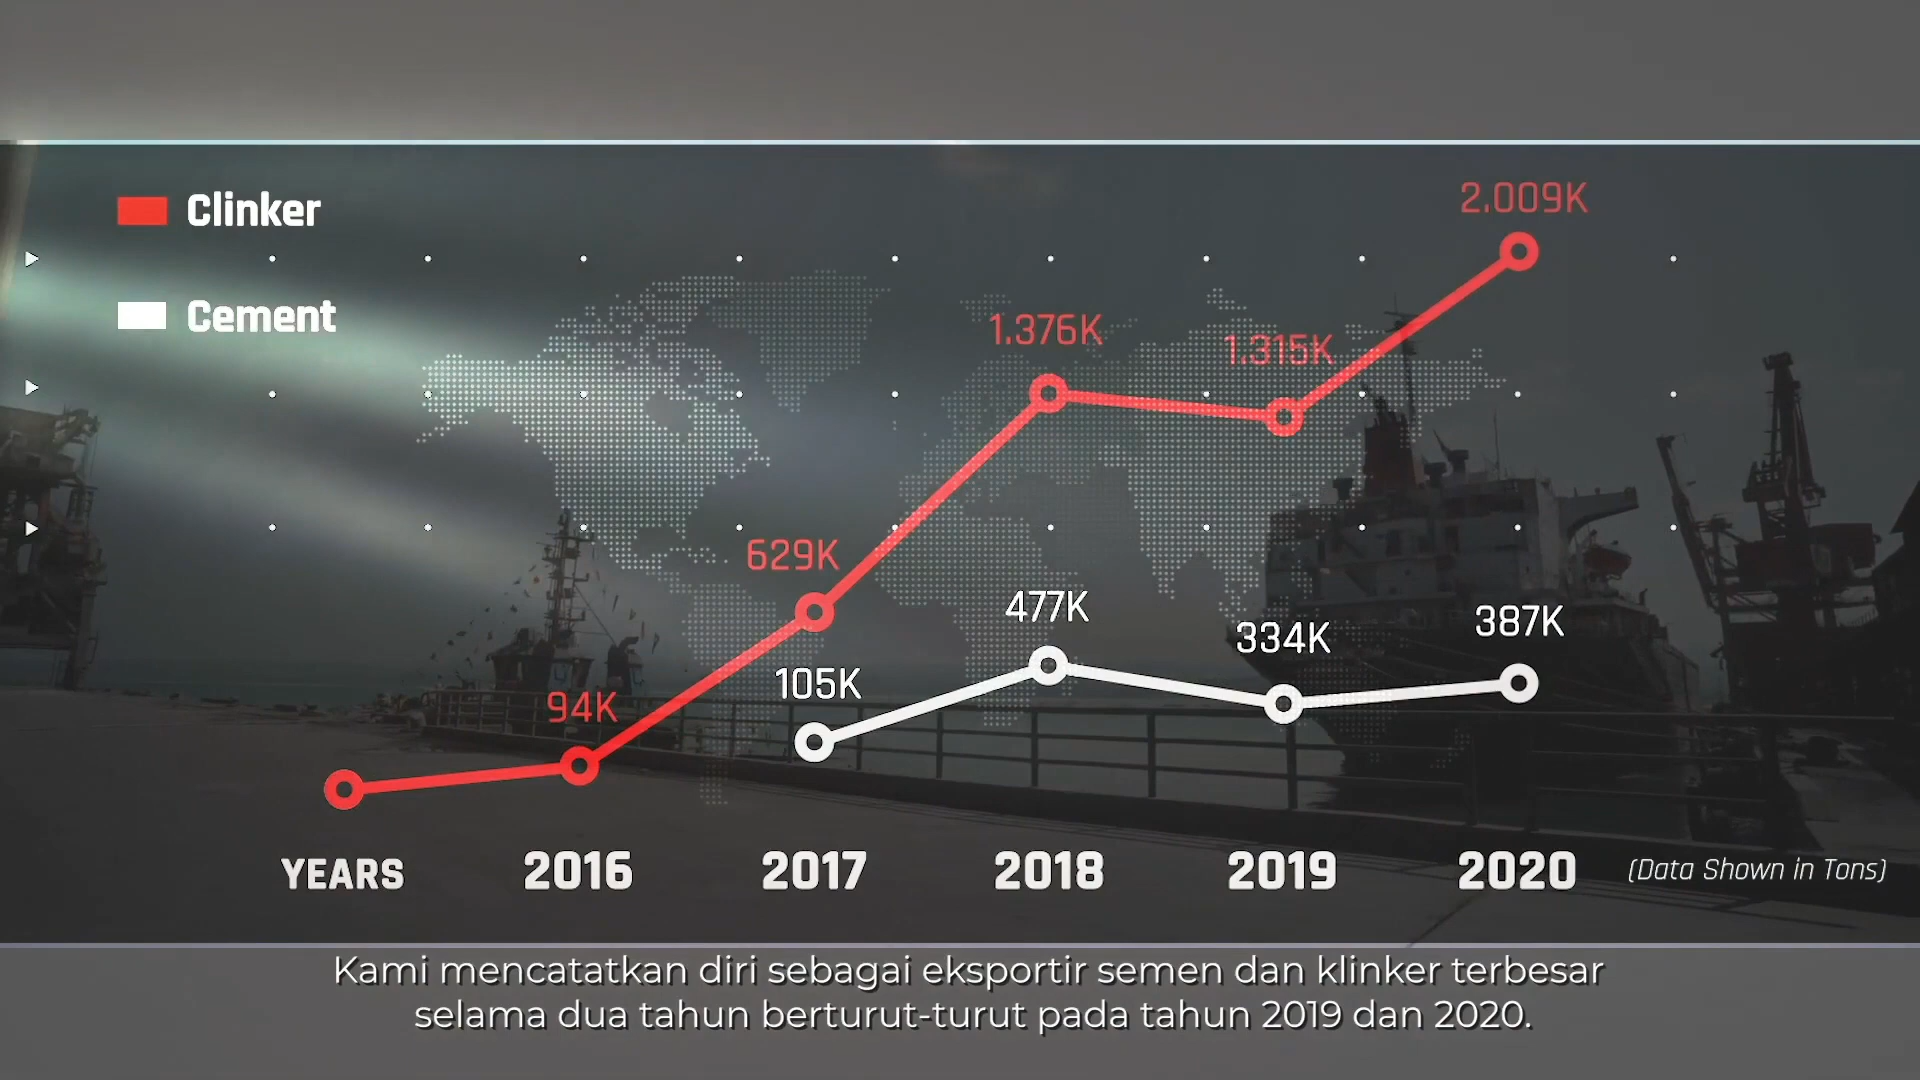 Clinker
Cement
2.009K
1.376K
1.315K
629K
477K
334K
387K
105K
94K
YEARS 2016 2017 2018 2019 2020 (Data Shown in Tons)
Kami mencatatkan diri sebagai eksportir semen dan klinker terbesar
selama dua tahun berturut-turut pada tahun 2019 dan 2020.